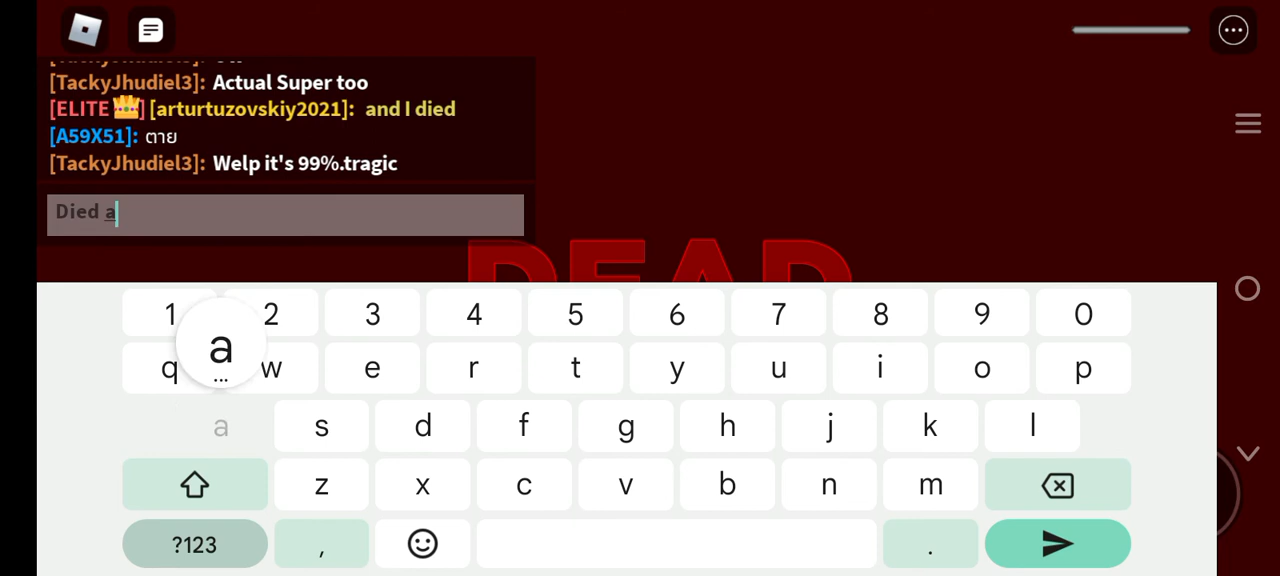 [TackyJhudiel3]:
[TackyJhudiel3]: Actual Super too
[ELITE👑] [arturtuzovskiy2021]: and I died
[A59X51]: ตาย
[TackyJhudiel3]: Welp it's 99%.tragic
Died a
DEAD
1 2 3 4 5 6 7 8 9 0
a
q w e r t y u i o p
a s d f g h j k l
z x c v b n m
?123 , .